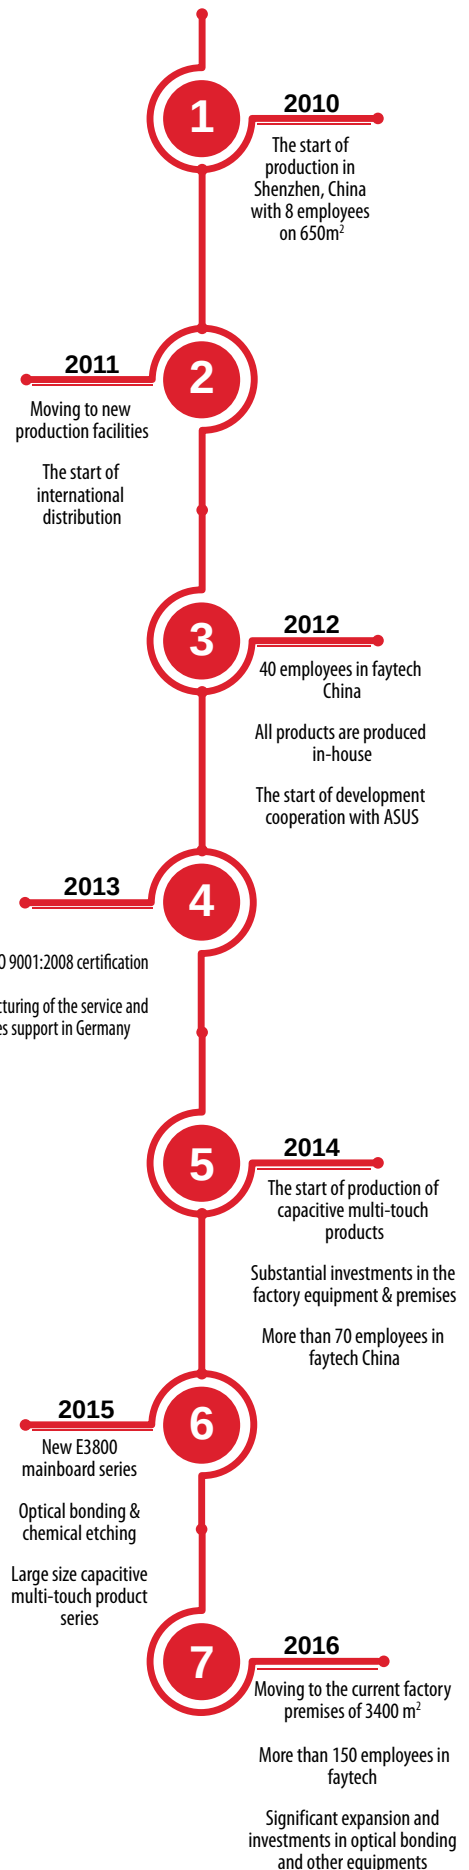 1
2010
The start of
production in
Shenzhen, China
with 8 employees
on 650m²
2
2011
Moving to new
production facilities
The start of
international
distribution
3
2012
40 employees in faytech
China
All products are produced
in-house
The start of development
cooperation with ASUS
4
2013
9001:2008 certification
of the service and
support in Germany
5
2014
The start of production of
capacitive multi-touch
products
Substantial investments in the
factory equipment & premises
More than 70 employees in
faytech China
6
2015
New E3800
mainboard series
Optical bonding &
chemical etching
Large size capacitive
multi-touch product
series
7
2016
Moving to the current factory
premises of 3400 m²
More than 150 employees in
faytech
Significant expansion and
investments in optical bonding
and other equipments